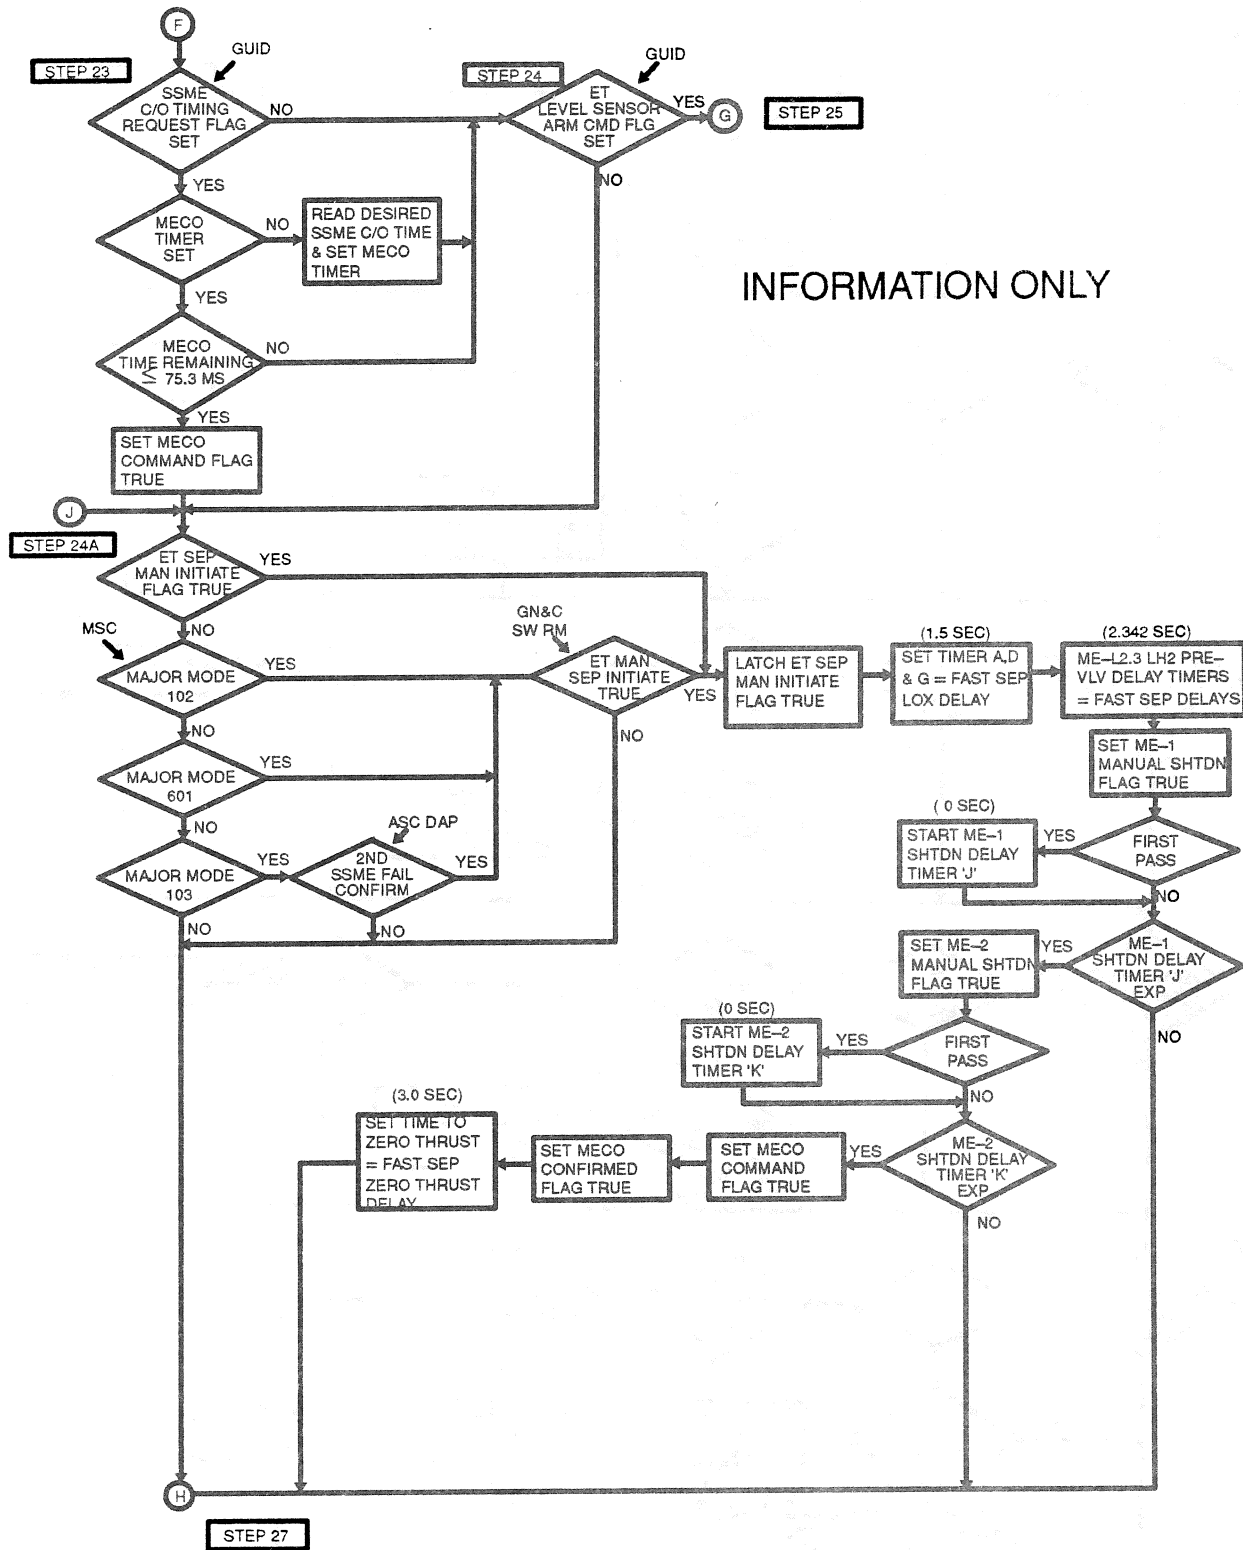 F
STEP 23
GUID
SSME
C/O TIMING
REQUEST FLAG
SET
NO
STEP 24
GUID
ET
LEVEL SENSOR
ARM CMD FLG
SET
YES
G
STEP 25
NO
YES
MECO
TIMER
SET
NO
READ DESIRED
SSME C/O TIME
& SET MECO
TIMER
INFORMATION ONLY
YES
MECO
TIME REMAINING
≤ 75.3 MS
NO
YES
SET MECO
COMMAND FLAG
TRUE
J
STEP 24A
ET SEP
MAN INITIATE
FLAG TRUE
YES
NO
MSC
MAJOR MODE
102
YES
GN&C
SW RM
ET MAN
SEP INITIATE
TRUE
YES
NO
LATCH ET SEP
MAN INITIATE
FLAG TRUE
(1.5 SEC)
SET TIMER A,D
& G = FAST SEP
LOX DELAY
(2.342 SEC)
ME-L2.3 LH2 PRE-
VLV DELAY TIMERS
= FAST SEP DELAYS
SET ME-1
MANUAL SHTDN
FLAG TRUE
NO
MAJOR MODE
601
YES
NO
MAJOR MODE
103
YES
ASC DAP
2ND
SSME FAIL
CONFIRM
YES
NO
NO
( 0 SEC)
START ME-1
SHTDN DELAY
TIMER 'J'
YES
FIRST
PASS
NO
SET ME-2
MANUAL SHTDN
FLAG TRUE
YES
ME-1
SHTDN DELAY
TIMER 'J'
EXP
NO
(0 SEC)
START ME-2
SHTDN DELAY
TIMER 'K'
YES
FIRST
PASS
NO
(3.0 SEC)
SET TIME TO
ZERO THRUST
= FAST SEP
ZERO THRUST
DELAY
SET MECO
CONFIRMED
FLAG TRUE
SET MECO
COMMAND
FLAG TRUE
YES
ME-2
SHTDN DELAY
TIMER 'K'
EXP
NO
H
STEP 27